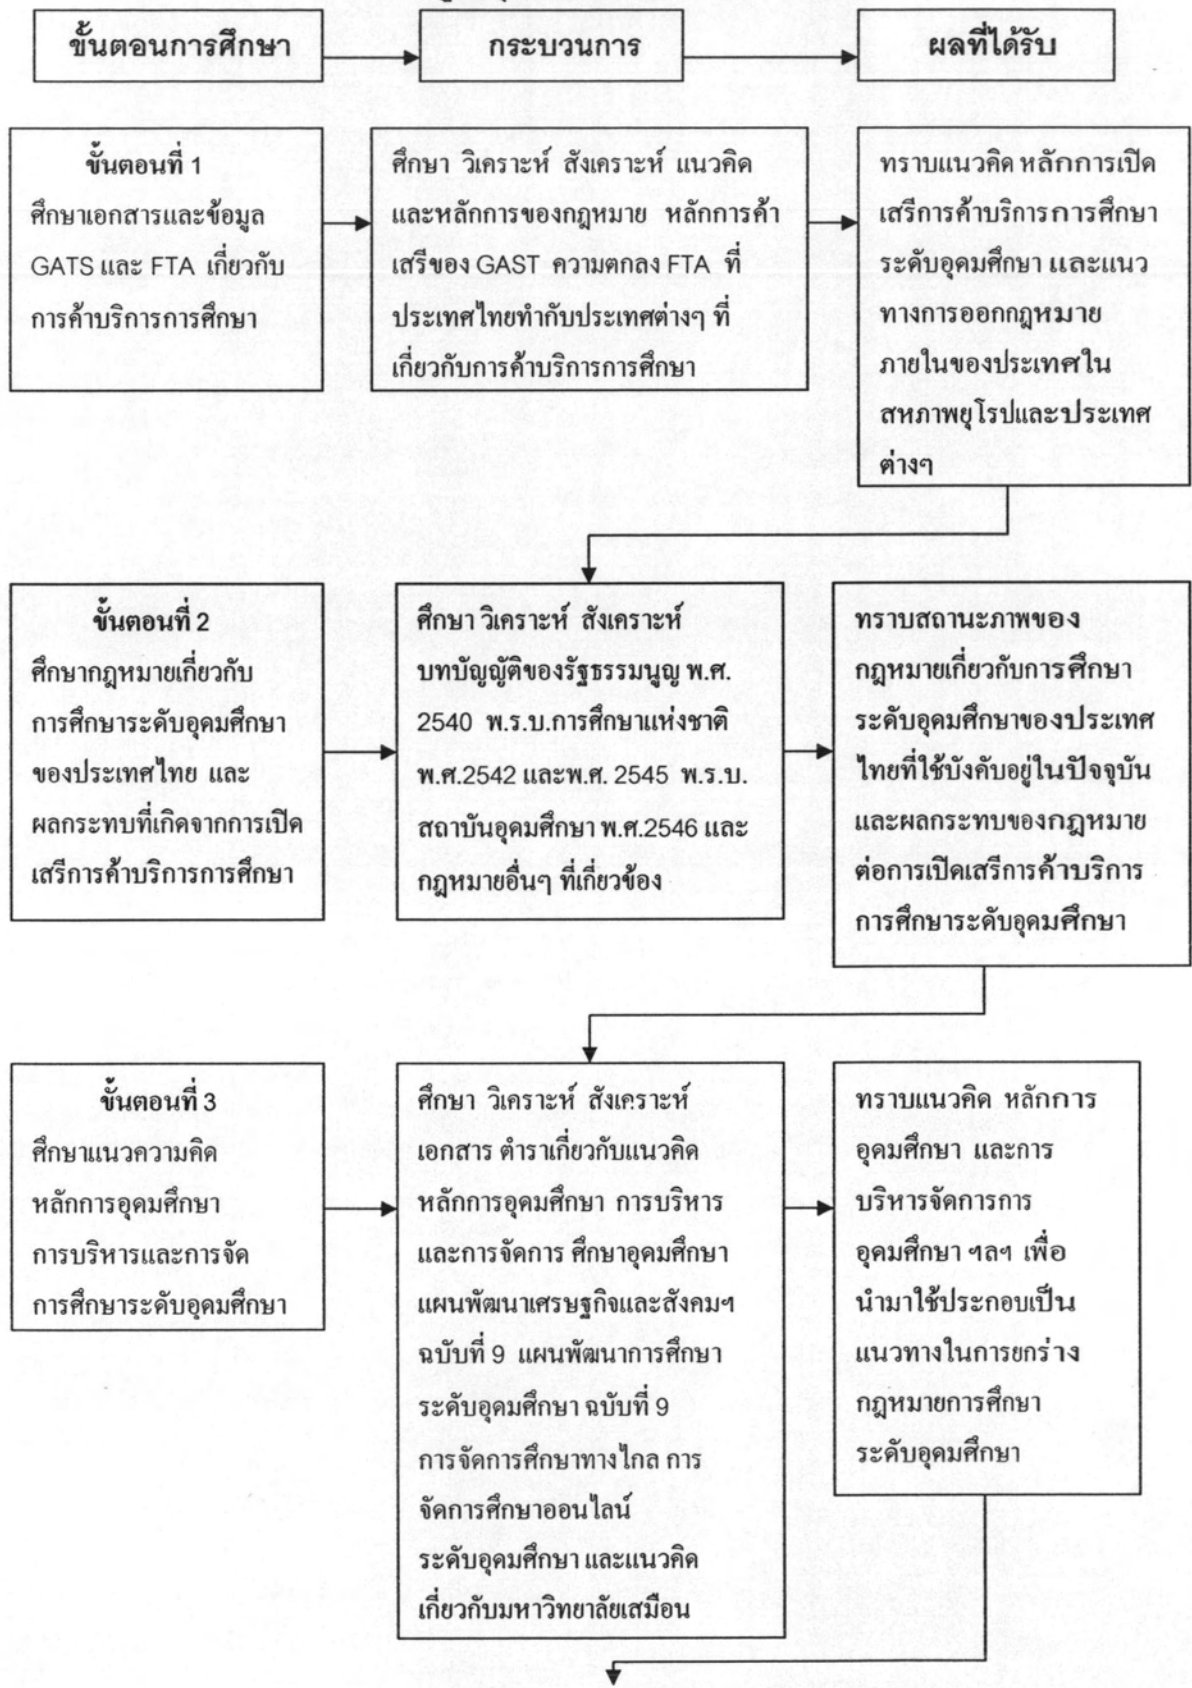 ขั้นตอนการศึกษา
กระบวนการ
ผลที่ได้รับ
ขั้นตอนที่ 1
ศึกษาเอกสารและข้อมูล
GATS และ FTA เกี่ยวกับ
การค้าบริการการศึกษา
ศึกษา วิเคราะห์ สังเคราะห์ แนวคิด
และหลักการของกฎหมาย หลักการค้า
เสรีของ GAST ความตกลง FTA ที่
ประเทศไทยทำกับประเทศต่างๆ ที่
เกี่ยวกับการค้าบริการการศึกษา
ทราบแนวคิด หลักการเปิด
เสรีการค้าบริการการศึกษา
ระดับอุดมศึกษา และแนว
ทางการออกกฎหมาย
ภายในของประเทศใน
สหภาพยุโรปและประเทศ
ต่างๆ
ขั้นตอนที่ 2
ศึกษากฎหมายเกี่ยวกับ
การศึกษาระดับอุดมศึกษา
ของประเทศไทย และ
ผลกระทบที่เกิดจากการเปิด
เสรีการค้าบริการการศึกษา
ศึกษา วิเคราะห์ สังเคราะห์
บทบัญญัติของรัฐธรรมนูญ พ.ศ.
2540 พ.ร.บ.การศึกษาแห่งชาติ
พ.ศ.2542 และพ.ศ. 2545 พ.ร.บ.
สถาบันอุดมศึกษา พ.ศ.2546 และ
กฎหมายอื่นๆ ที่เกี่ยวข้อง
ทราบสถานะภาพของ
กฎหมายเกี่ยวกับการศึกษา
ระดับอุดมศึกษาของประเทศ
ไทยที่ใช้บังคับอยู่ในปัจจุบัน
และผลกระทบของกฎหมาย
ต่อการเปิดเสรีการค้าบริการ
การศึกษาระดับอุดมศึกษา
ขั้นตอนที่ 3
ศึกษาแนวความคิด
หลักการอุดมศึกษา
การบริหารและการจัด
การศึกษาระดับอุดมศึกษา
ศึกษา วิเคราะห์ สังเคราะห์
เอกสาร ตำราเกี่ยวกับแนวคิด
หลักการอุดมศึกษา การบริหาร
และการจัดการ ศึกษาอุดมศึกษา
แผนพัฒนาเศรษฐกิจและสังคมฯ
ฉบับที่ 9 แผนพัฒนาการศึกษา
ระดับอุดมศึกษา ฉบับที่ 9
การจัดการศึกษาทางไกล การ
จัดการศึกษาออนไลน์
ระดับอุดมศึกษา และแนวคิด
เกี่ยวกับมหาวิทยาลัยเสมือน
ทราบแนวคิด หลักการ
อุดมศึกษา และการ
บริหารจัดการการ
อุดมศึกษา ฯลฯ เพื่อ
นำมาใช้ประกอบเป็น
แนวทางในการยกร่าง
กฎหมายการศึกษา
ระดับอุดมศึกษา